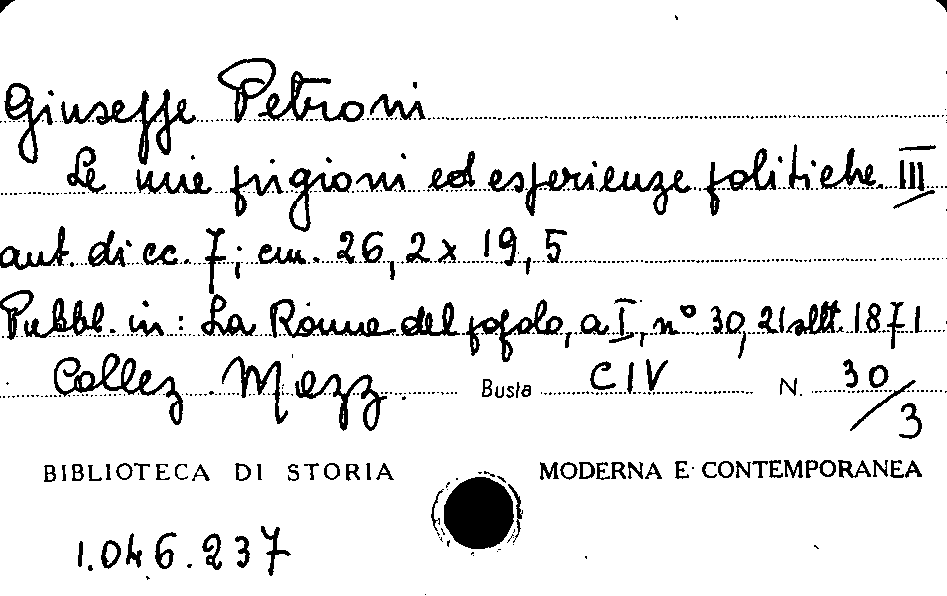 Giuseppe Petroni
Le mie prigioni ed esperienze politiche. III
aut. di cc. 7; cm. 26,2 x 19,5
Pubbl. in: La Roma del popolo, a I, n° 30, 21 sett. 1871
Collez. Mazz. Busta CIV N. 30/3
BIBLIOTECA DI STORIA MODERNA E CONTEMPORANEA
1.046.237